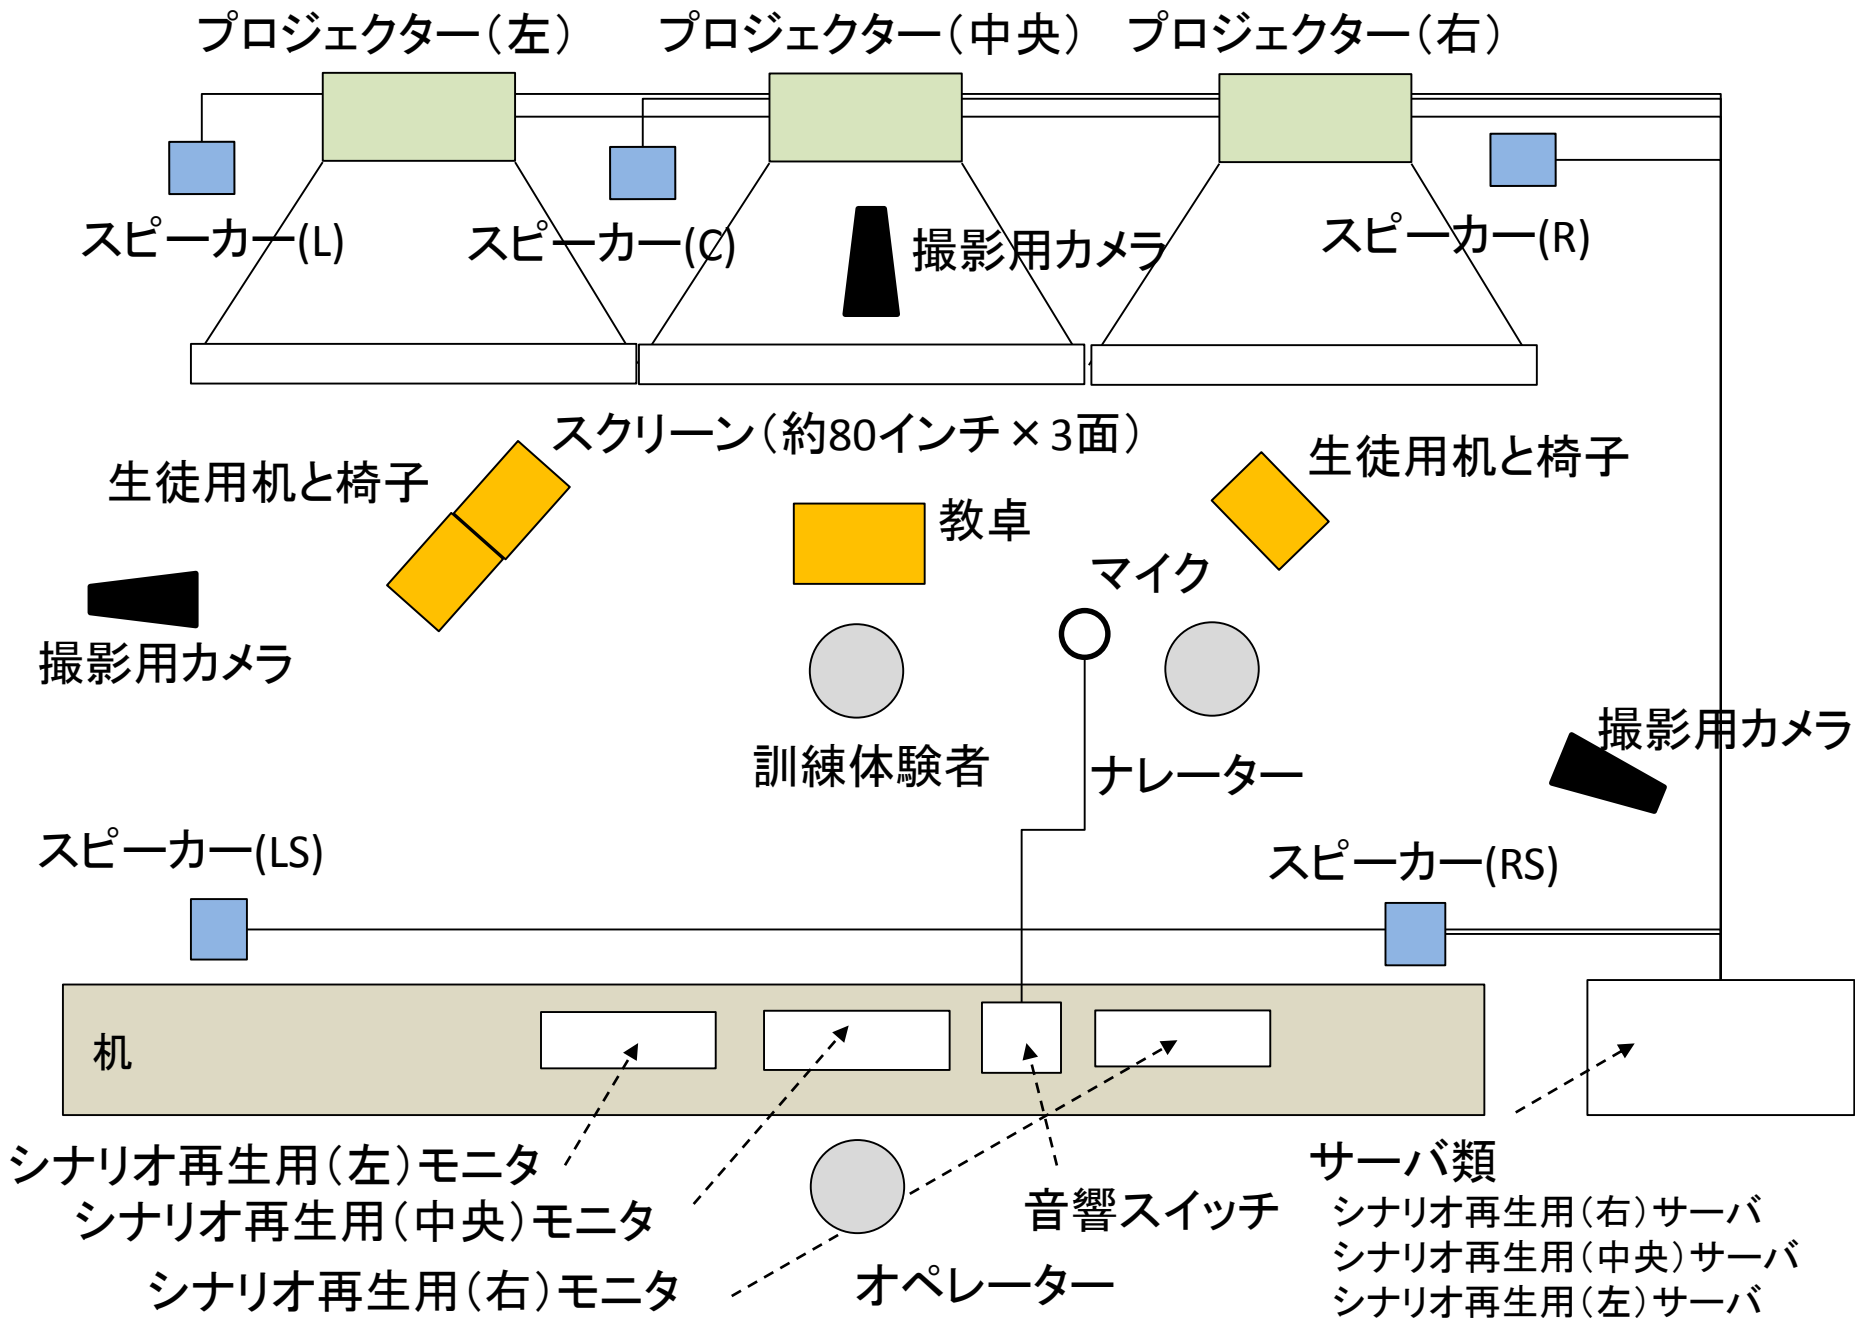 プロジェクター（左）
プロジェクター（中央）
プロジェクター（右）
スピーカー(L)
スピーカー(C)
撮影用カメラ
スピーカー(R)
スクリーン（約80インチ×3面）
生徒用机と椅子
生徒用机と椅子
教卓
マイク
撮影用カメラ
訓練体験者
ナレーター
撮影用カメラ
スピーカー(LS)
スピーカー(RS)
机
シナリオ再生用（左）モニタ
シナリオ再生用（中央）モニタ
シナリオ再生用（右）モニタ
オペレーター
音響スイッチ
サーバ類
シナリオ再生用（右）サーバ
シナリオ再生用（中央）サーバ
シナリオ再生用（左）サーバ